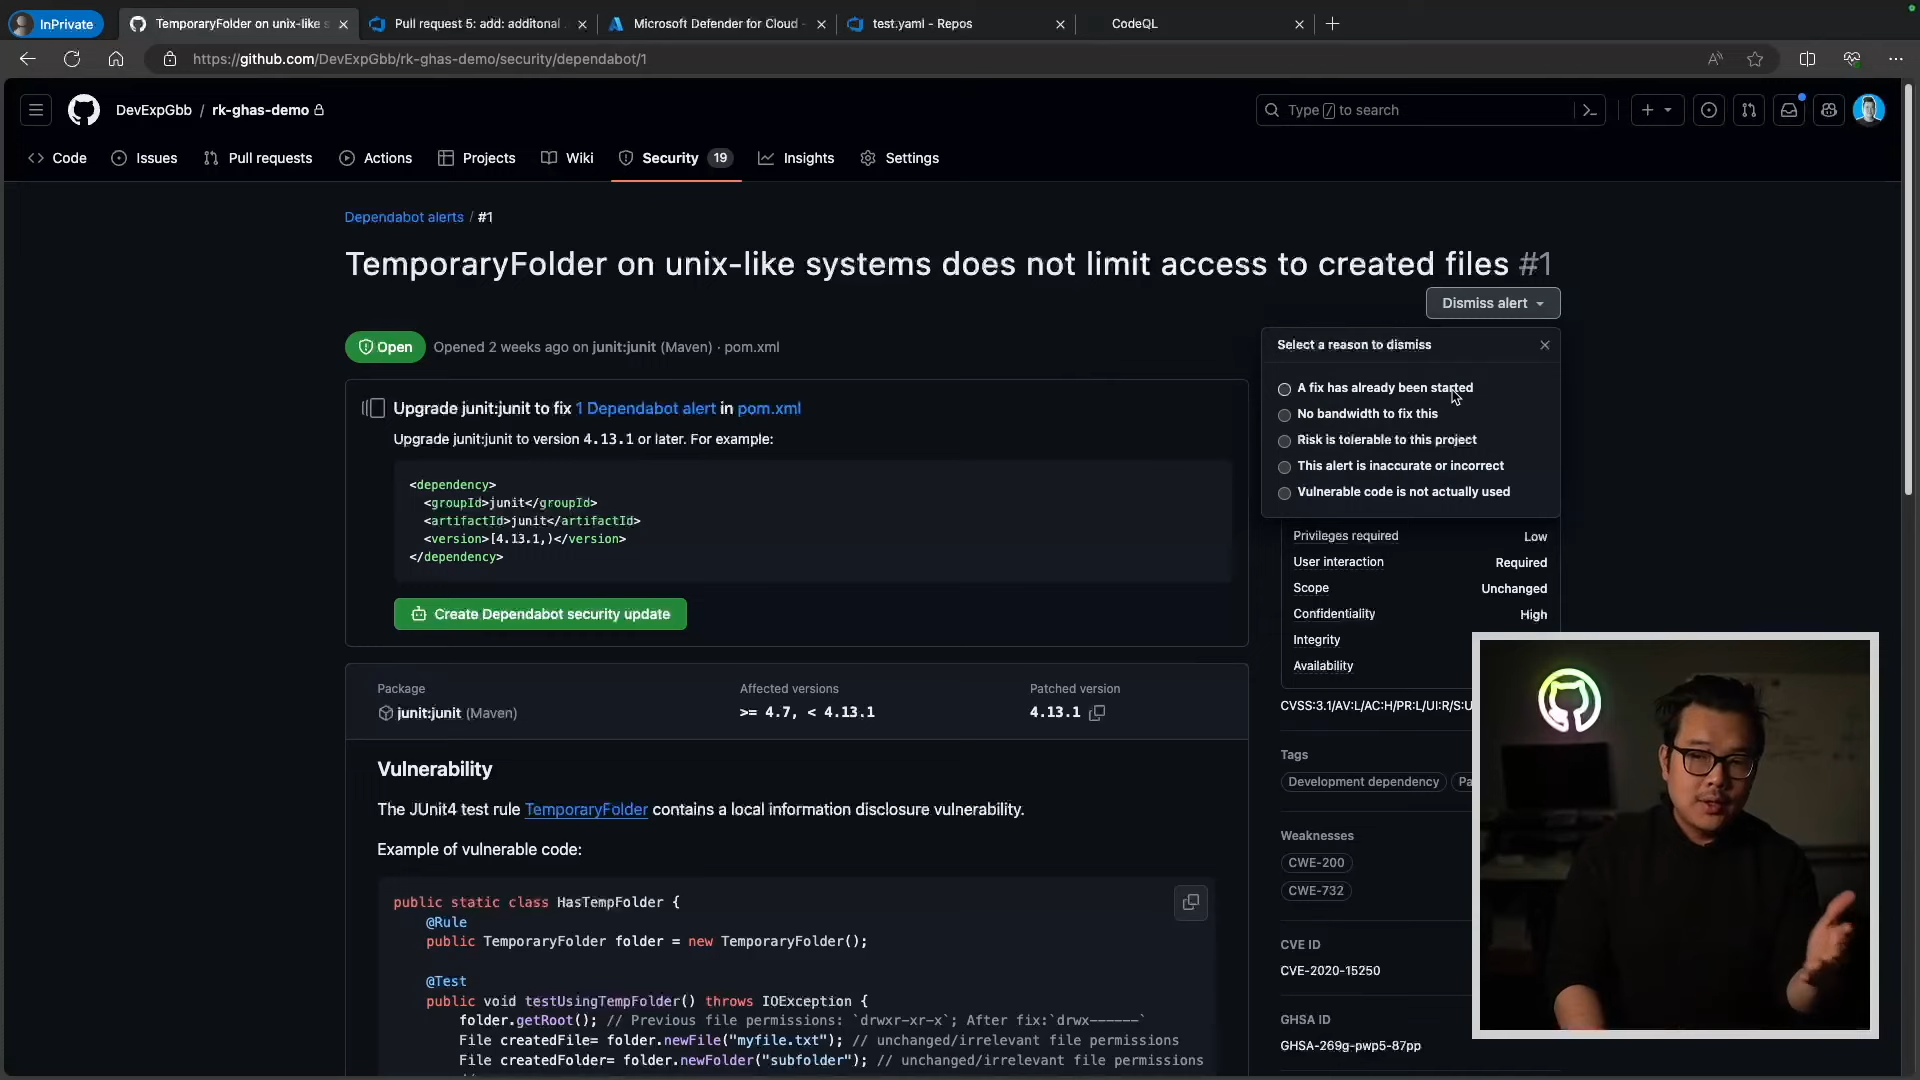 InPrivate
TemporaryFolder on unix-like s
Pull request 5: add: additonal
Microsoft Defender for Cloud -
test.yaml - Repos
CodeQL
https://github.com/DevExpGbb/rk-ghas-demo/security/dependabot/1
DevExpGbb / rk-ghas-demo
Type / to search
Code
Issues
Pull requests
Actions
Projects
Wiki
Security 19
Insights
Settings
Dependabot alerts / #1
TemporaryFolder on unix-like systems does not limit access to created files #1
Dismiss alert
Open
Opened 2 weeks ago on junit:junit (Maven) · pom.xml
Select a reason to dismiss
A fix has already been started
No bandwidth to fix this
Risk is tolerable to this project
This alert is inaccurate or incorrect
Vulnerable code is not actually used
Upgrade junit:junit to fix 1 Dependabot alert in pom.xml
Upgrade junit:junit to version 4.13.1 or later. For example:
<dependency>
<groupId>junit</groupId>
<artifactId>junit</artifactId>
<version>[4.13.1,)</version>
</dependency>
Create Dependabot security update
Privileges required Low
User interaction Required
Scope Unchanged
Confidentiality High
Integrity
Availability
CVSS:3.1/AV:L/AC:H/PR:L/UI:R/S:U
Package
junit:junit (Maven)
Affected versions
>= 4.7, < 4.13.1
Patched version
4.13.1
Vulnerability
The JUnit4 test rule TemporaryFolder contains a local information disclosure vulnerability.
Example of vulnerable code:
public static class HasTempFolder {
@Rule
public TemporaryFolder folder = new TemporaryFolder();
@Test
public void testUsingTempFolder() throws IOException {
folder.getRoot(); // Previous file permissions: `drwxr-xr-x`; After fix:`drwx------`
File createdFile= folder.newFile("myfile.txt"); // unchanged/irrelevant file permissions
File createdFolder= folder.newFolder("subfolder"); // unchanged/irrelevant file permissions
Tags
Development dependency
Pa
Weaknesses
CWE-200
CWE-732
CVE ID
CVE-2020-15250
GHSA ID
GHSA-269g-pwp5-87pp